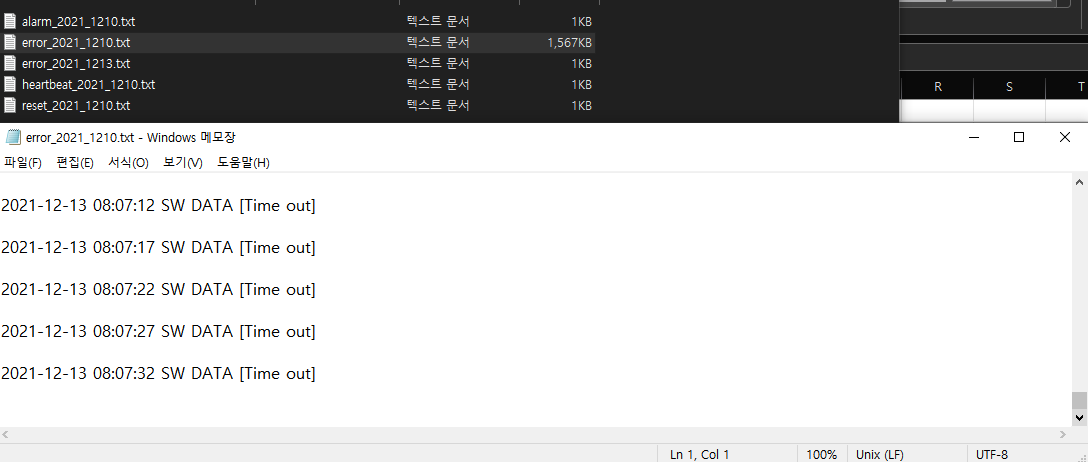 alarm_2021_1210.txt 텍스트 문서 1KB
error_2021_1210.txt 텍스트 문서 1,567KB
error_2021_1213.txt 텍스트 문서 1KB
heartbeat_2021_1210.txt 텍스트 문서 1KB
reset_2021_1210.txt 텍스트 문서 1KB
R S T
error_2021_1210.txt - Windows 메모장
파일(F) 편집(E) 서식(O) 보기(V) 도움말(H)
2021-12-13 08:07:12 SW DATA [Time out]
2021-12-13 08:07:17 SW DATA [Time out]
2021-12-13 08:07:22 SW DATA [Time out]
2021-12-13 08:07:27 SW DATA [Time out]
2021-12-13 08:07:32 SW DATA [Time out]
Ln 1, Col 1 100% Unix (LF) UTF-8